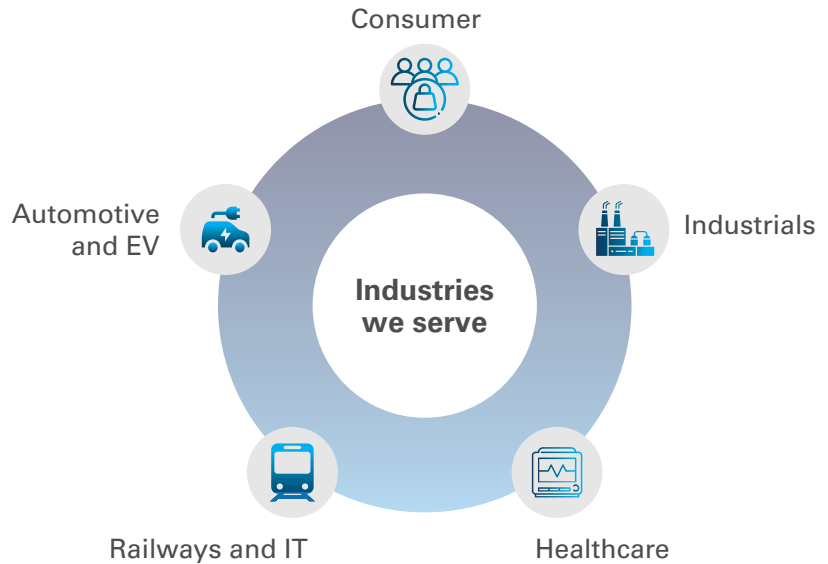 Consumer
Automotive
and EV
Industrials
Industries
we serve
Railways and IT
Healthcare